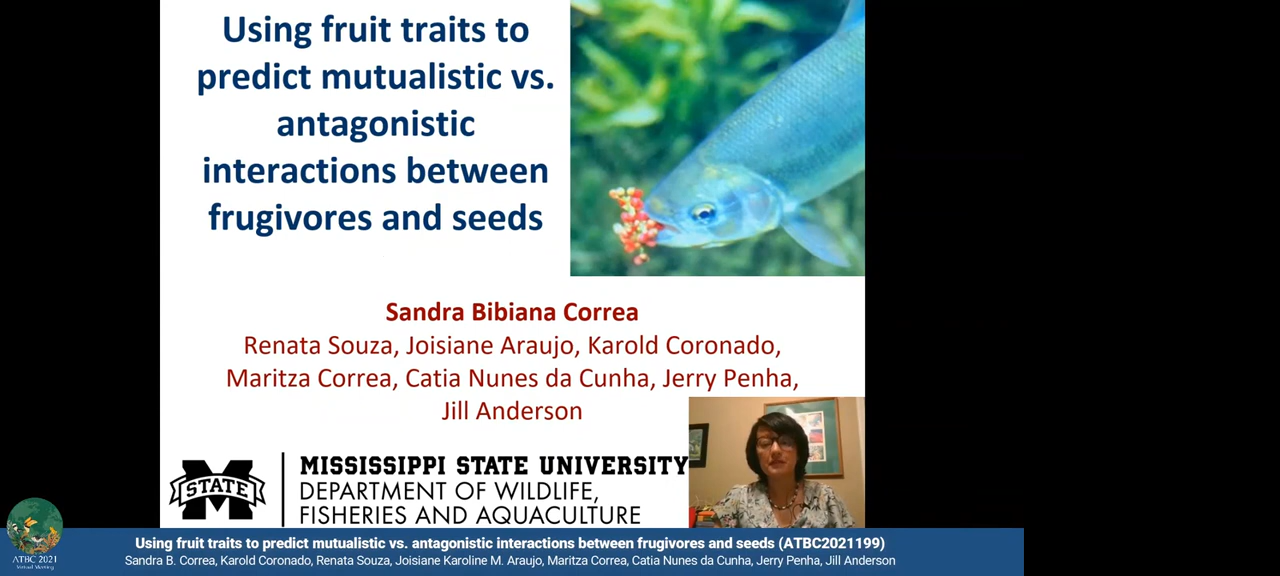 Using fruit traits to
predict mutualistic vs.
antagonistic
interactions between
frugivores and seeds
Sandra Bibiana Correa
Renata Souza, Joisiane Araujo, Karold Coronado,
Maritza Correa, Catia Nunes da Cunha, Jerry Penha,
Jill Anderson
STATE
MISSISSIPPI STATE UNIVERSITY
DEPARTMENT OF WILDLIFE,
FISHERIES AND AQUACULTURE
ATBC 2021
Virtual Meeting
Using fruit traits to predict mutualistic vs. antagonistic interactions between frugivores and seeds (ATBC2021199)
Sandra B. Correa, Karold Coronado, Renata Souza, Joisiane Karoline M. Araujo, Maritza Correa, Catia Nunes da Cunha, Jerry Penha, Jill Anderson